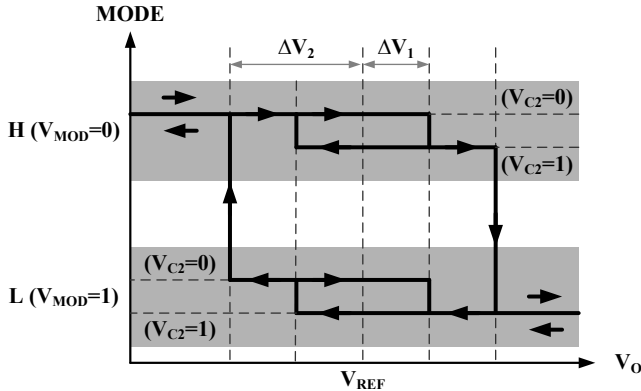 MODE
ΔV2 ΔV1
(VC2=0)
H (VMOD=0)
(VC2=1)
(VC2=0)
L (VMOD=1)
(VC2=1)
VREF
VO